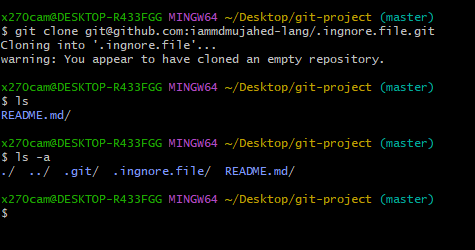 x270cam@DESKTOP-R433FGG MINGW64 ~/Desktop/git-project (master)
$ git clone git@github.com:iammdmujahed-lang/.ingnore.file.git
Cloning into '.ingnore.file'...
warning: You appear to have cloned an empty repository.
x270cam@DESKTOP-R433FGG MINGW64 ~/Desktop/git-project (master)
$ ls
README.md/
x270cam@DESKTOP-R433FGG MINGW64 ~/Desktop/git-project (master)
$ ls -a
./  ../  .git/  .ingnore.file/  README.md/
x270cam@DESKTOP-R433FGG MINGW64 ~/Desktop/git-project (master)
$